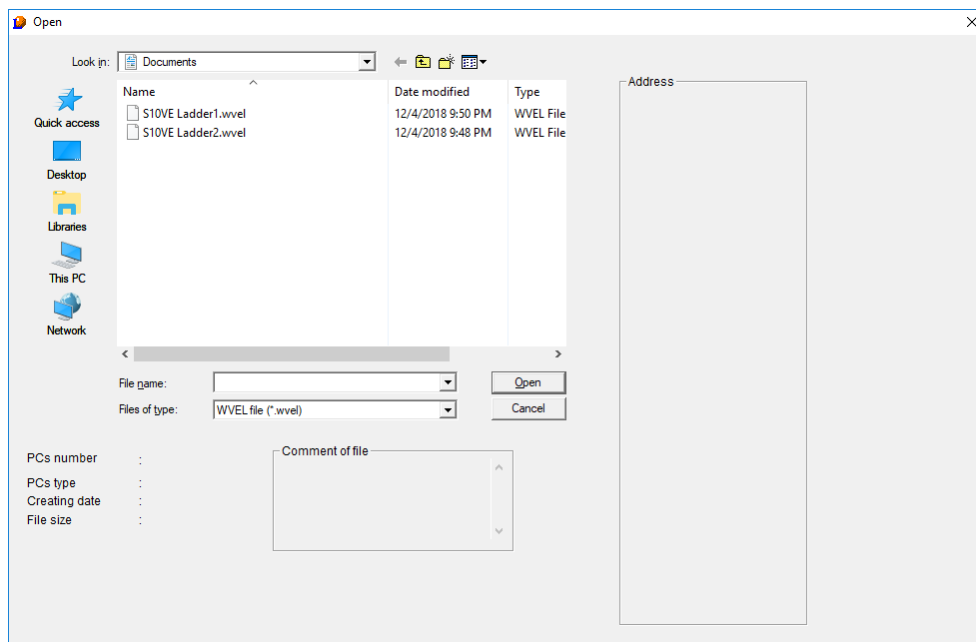 Open
Look in: Documents
Name Date modified Type
S10VE Ladder1.wvel 12/4/2018 9:50 PM WVEL File
S10VE Ladder2.wvel 12/4/2018 9:48 PM WVEL File
Quick access
Desktop
Libraries
This PC
Network
File name: Open
Files of type: WVEL file (*.wvel) Cancel
PCs number :
PCs type :
Creating date :
File size :
Comment of file
Address